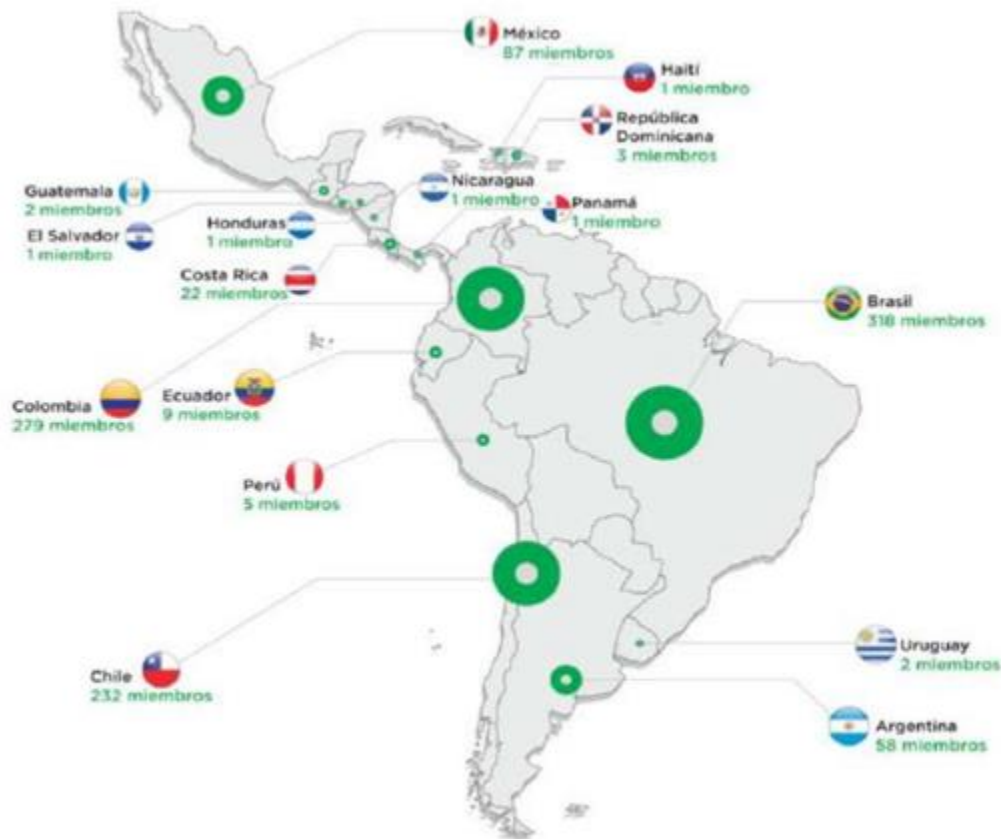 México
87 miembros
Haití
1 miembro
República
Dominicana
3 miembros
Guatemala
2 miembros
Nicaragua
1 miembro
Panamá
1 miembro
El Salvador
1 miembro
Honduras
1 miembro
Costa Rica
22 miembros
Brasil
318 miembros
Colombia
279 miembros
Ecuador
9 miembros
Perú
5 miembros
Chile
232 miembros
Uruguay
2 miembros
Argentina
58 miembros